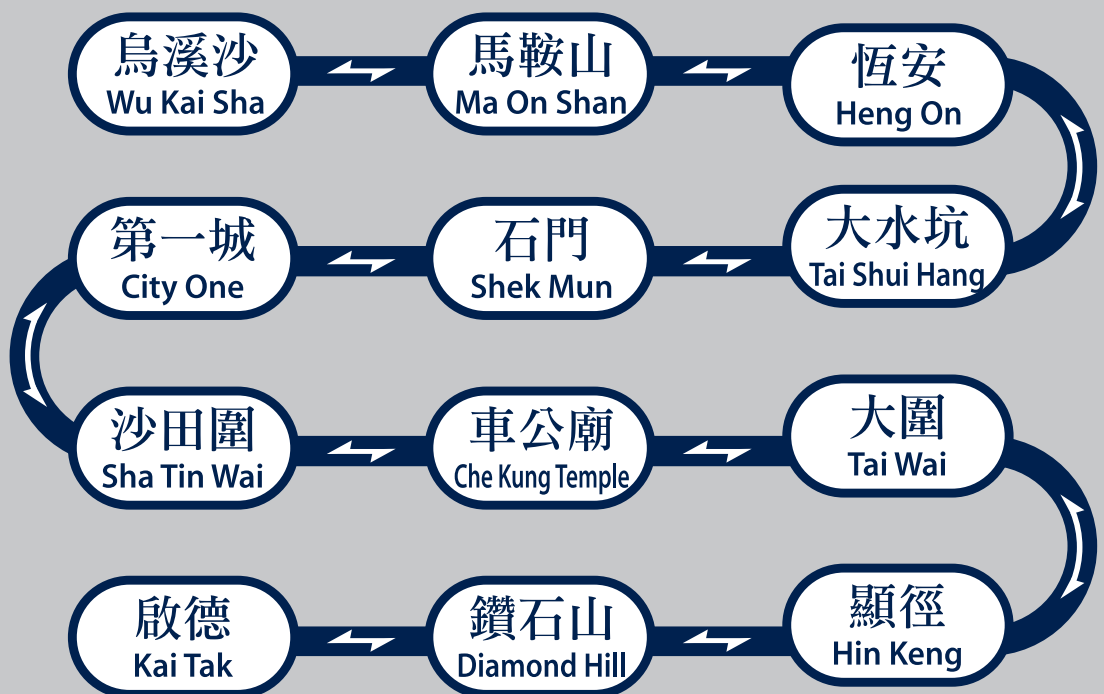 烏溪沙
Wu Kai Sha
馬鞍山
Ma On Shan
恆安
Heng On
第一城
City One
石門
Shek Mun
大水坑
Tai Shui Hang
沙田圍
Sha Tin Wai
車公廟
Che Kung Temple
大圍
Tai Wai
啟德
Kai Tak
鑽石山
Diamond Hill
顯徑
Hin Keng